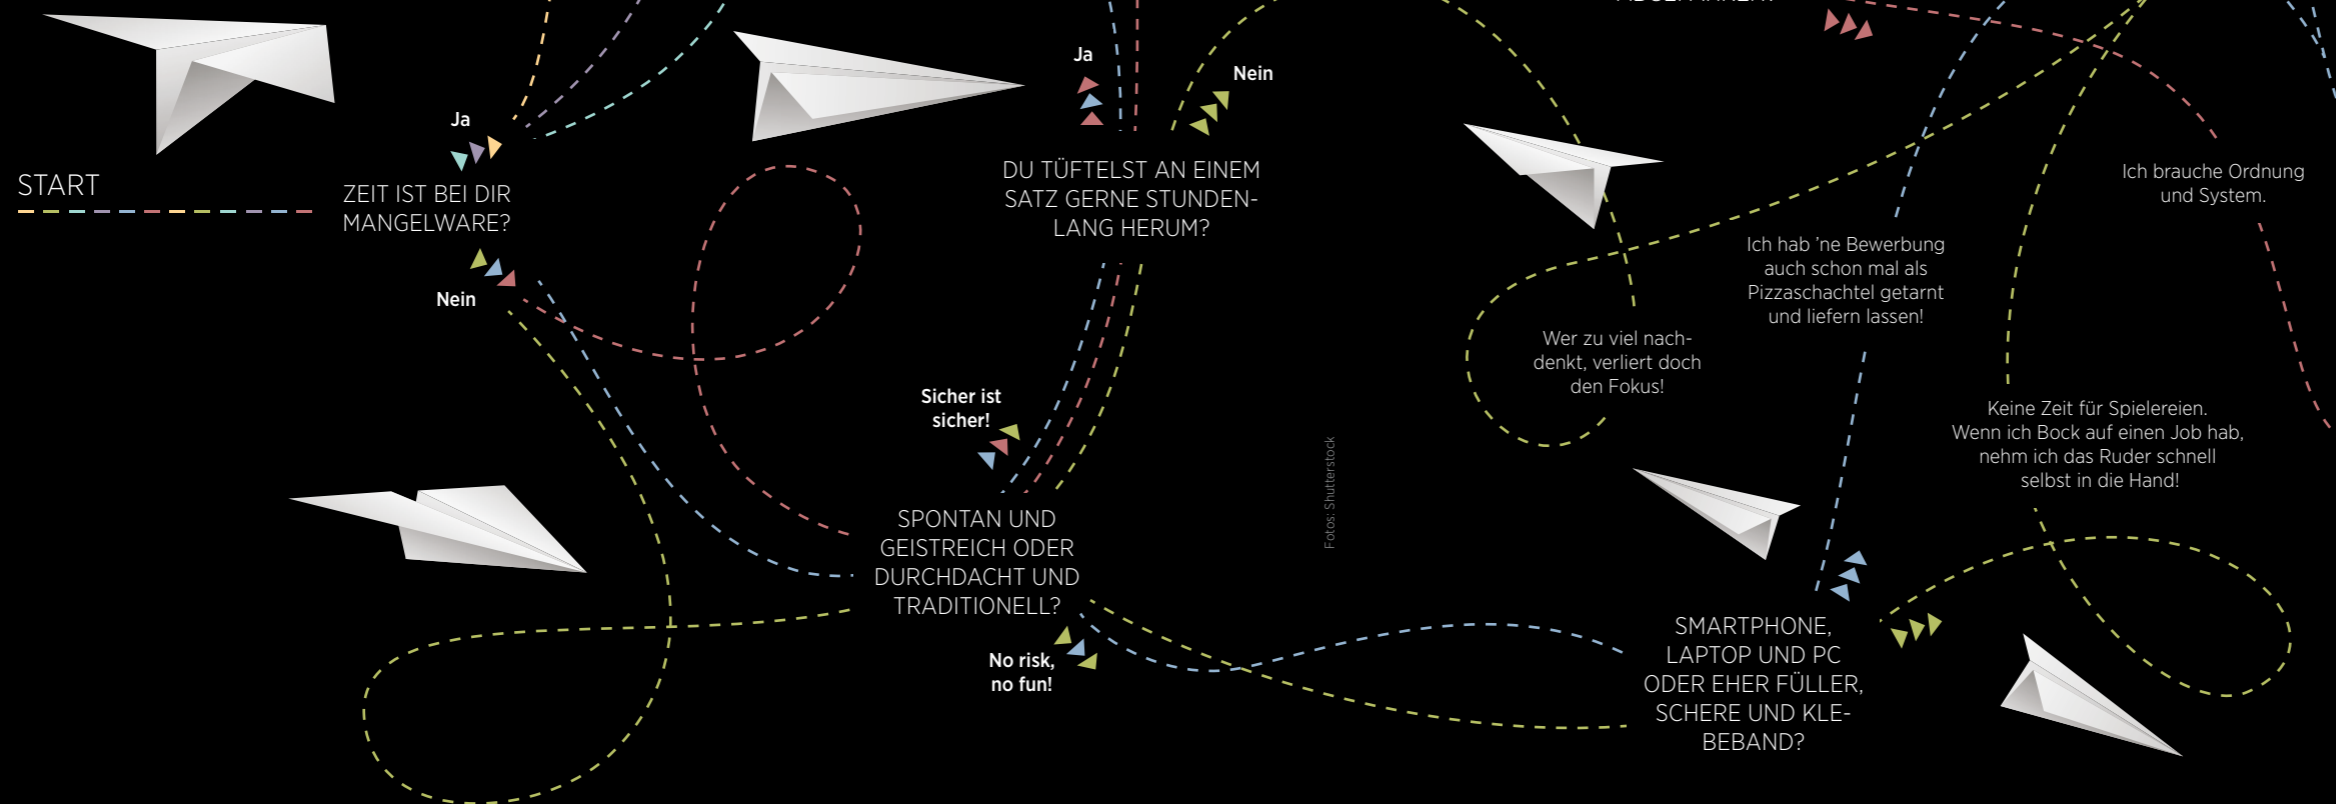 START
Ja
ZEIT IST BEI DIR
MANGELWARE?
Nein
Ja
Nein
DU TÜFTELST AN EINEM
SATZ GERNE STUNDEN-
LANG HERUM?
Sicher ist
sicher!
SPONTAN UND
GEISTREICH ODER
DURCHDACHT UND
TRADITIONELL?
No risk,
no fun!
Fotos: Shutterstock
Wer zu viel nach-
denkt, verliert doch
den Fokus!
Ich hab ’ne Bewerbung
auch schon mal als
Pizzaschachtel getarnt
und liefern lassen!
Ich brauche Ordnung
und System.
Keine Zeit für Spielereien.
Wenn ich Bock auf einen Job hab,
nehm ich das Ruder schnell
selbst in die Hand!
SMARTPHONE,
LAPTOP UND PC
ODER EHER FÜLLER,
SCHERE UND KLE-
BEBAND?